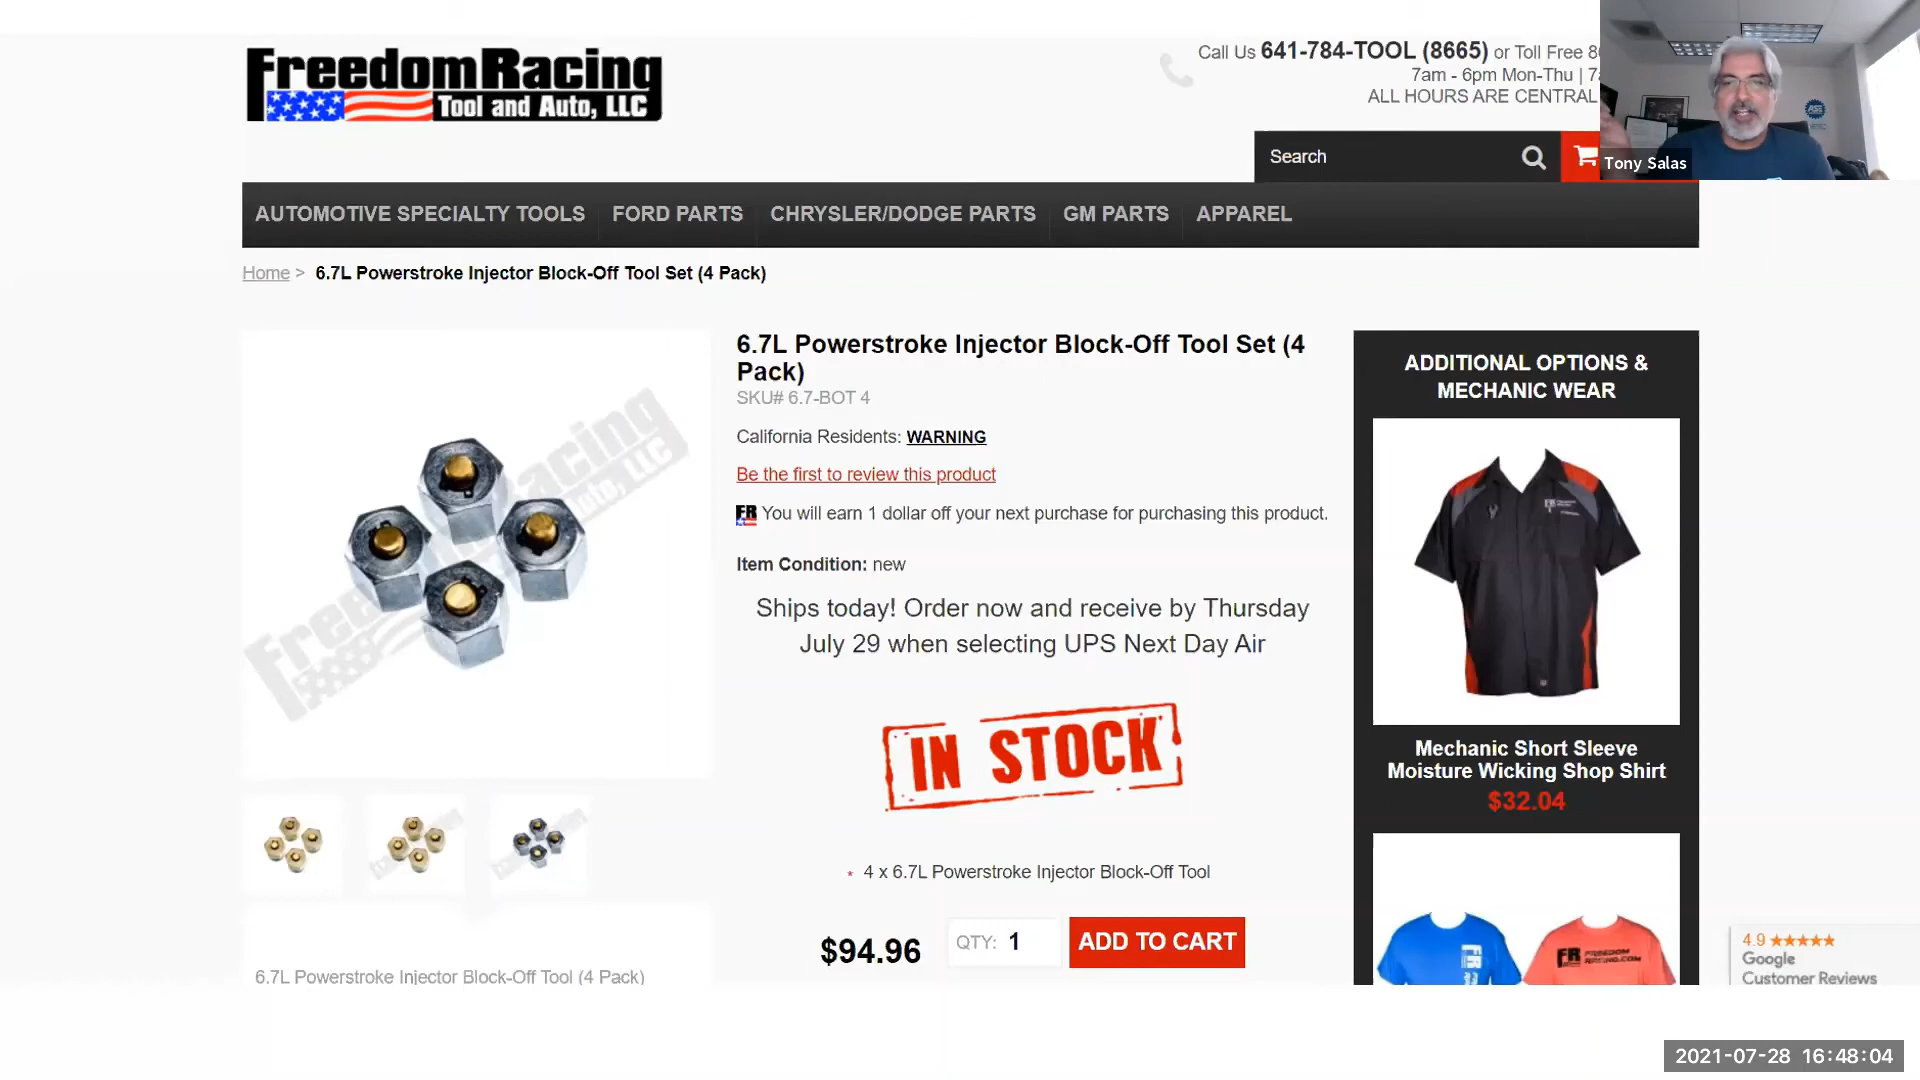 FreedomRacing
Tool and Auto, LLC
Call Us 641-784-TOOL (8665) or Toll Free
7am - 6pm Mon-Thu |
ALL HOURS ARE CENTRAL
Search
ASE
Tony Salas
AUTOMOTIVE SPECIALTY TOOLS
FORD PARTS
CHRYSLER/DODGE PARTS
GM PARTS
APPAREL
Home > 6.7L Powerstroke Injector Block-Off Tool Set (4 Pack)
6.7L Powerstroke Injector Block-Off Tool Set (4
Pack)
SKU# 6.7-BOT 4
California Residents: WARNING
Be the first to review this product
FR You will earn 1 dollar off your next purchase for purchasing this product.
Item Condition: new
Ships today! Order now and receive by Thursday
July 29 when selecting UPS Next Day Air
IN STOCK
* 4 x 6.7L Powerstroke Injector Block-Off Tool
$94.96
QTY: 1
ADD TO CART
6.7L Powerstroke Injector Block-Off Tool (4 Pack)
ADDITIONAL OPTIONS &
MECHANIC WEAR
Mechanic Short Sleeve
Moisture Wicking Shop Shirt
$32.04
FR
FR FREEDOM
RACING.COM
4.9 ★★★★★
Google
Customer Reviews
2021-07-28 16:48:04